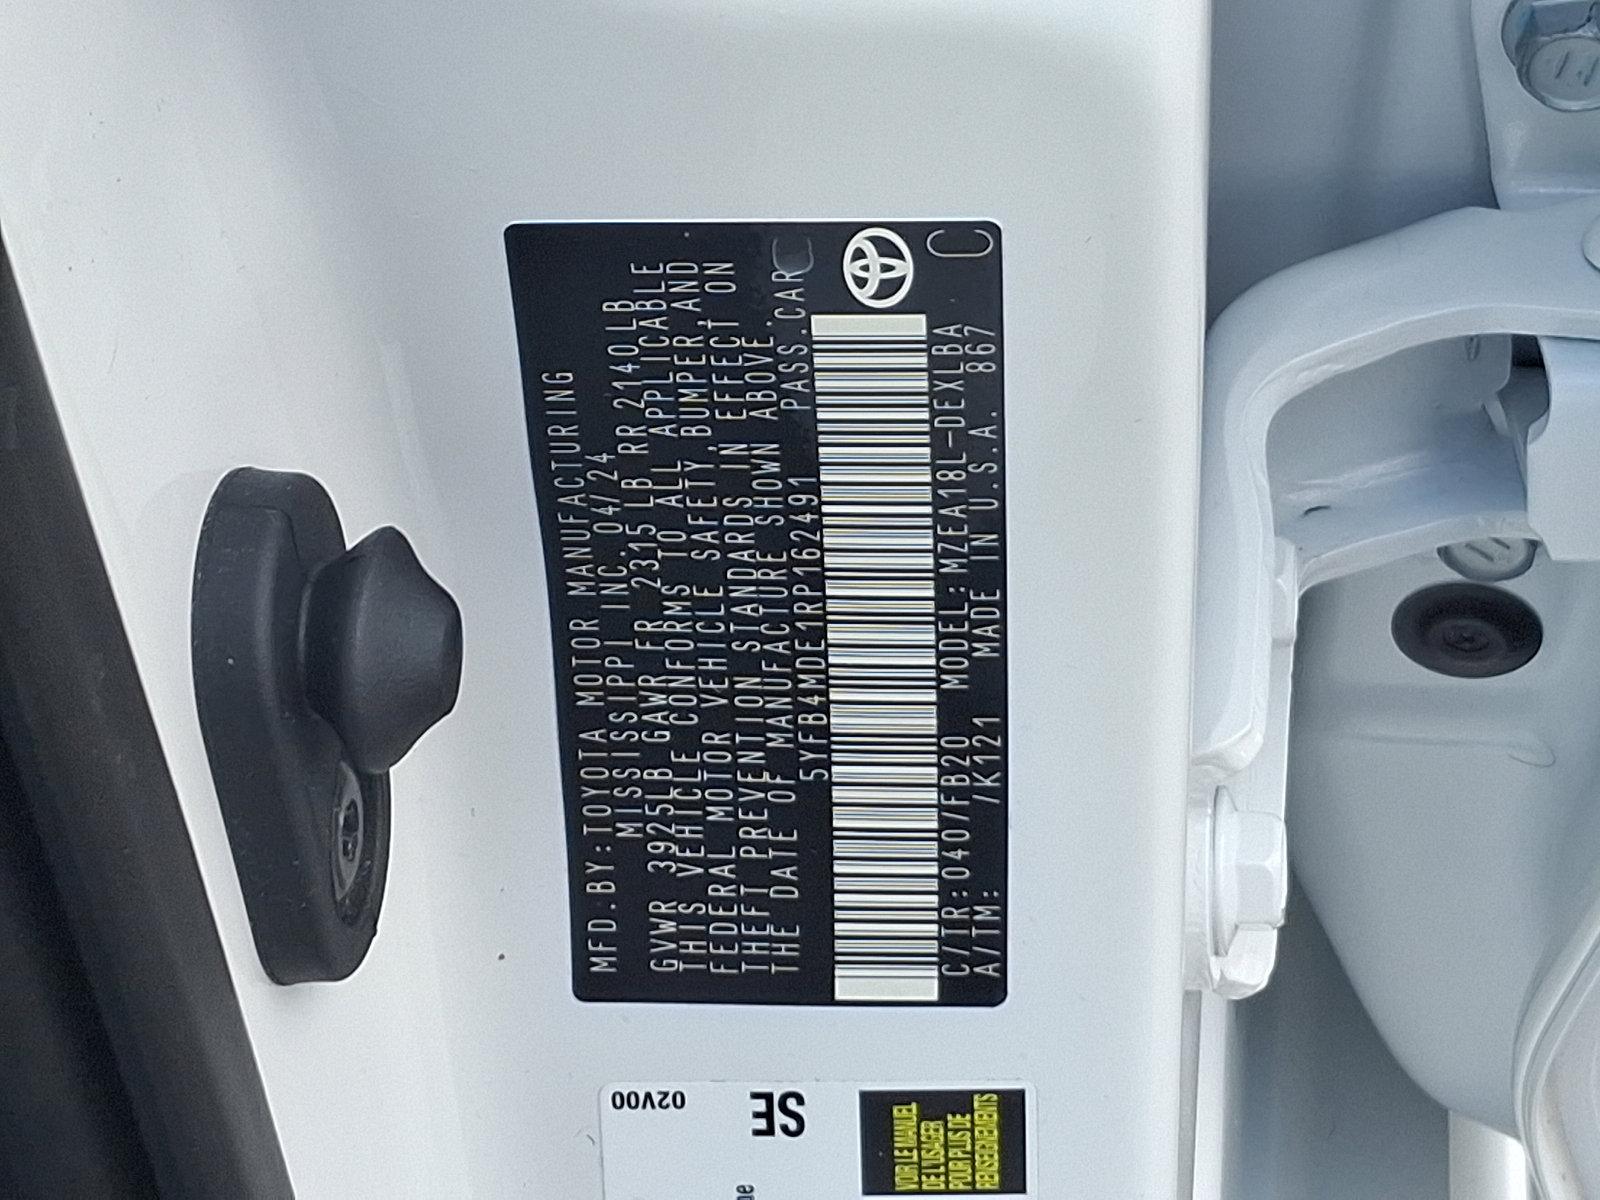 MFD.BY:TOYOTA MOTOR MANUFACTURING
MISSISSIPPI INC. 04/24
GVWR 3925LB GAWR FR 2315LB RR 2140LB
THIS VEHICLE CONFORMS TO ALL APPLICABLE
FEDERAL MOTOR VEHICLE SAFETY,BUMPER,AND
THEFT PREVENTION STANDARDS IN EFFECT ON
THE DATE OF MANUFACTURE SHOWN ABOVE.
5YFB4MDE1RP162491 PASS.CAR
C/TR:040/FB20 MODEL:MZEA18L-DEXLBA
A/TM: /K121 MADE IN U.S.A. 867
C
02V00
SE
VOIR LE MANUEL
DE L'USAGER
POUR PLUS DE
RENSEIGNEMENTS